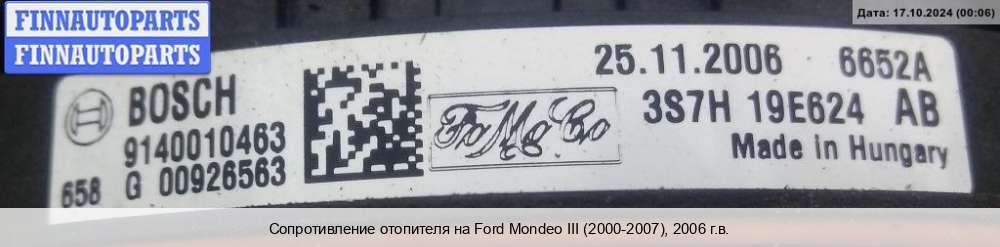 FINNAUTOPARTS
FINNAUTOPARTS
Дата: 17.10.2024 (00:06)
BOSCH
9140010463
658 G 00926563
FoMoCo
25.11.2006 6652A
3S7H 19E624 AB
Made in Hungary
Сопротивление отопителя на Ford Mondeo III (2000-2007), 2006 г.в.